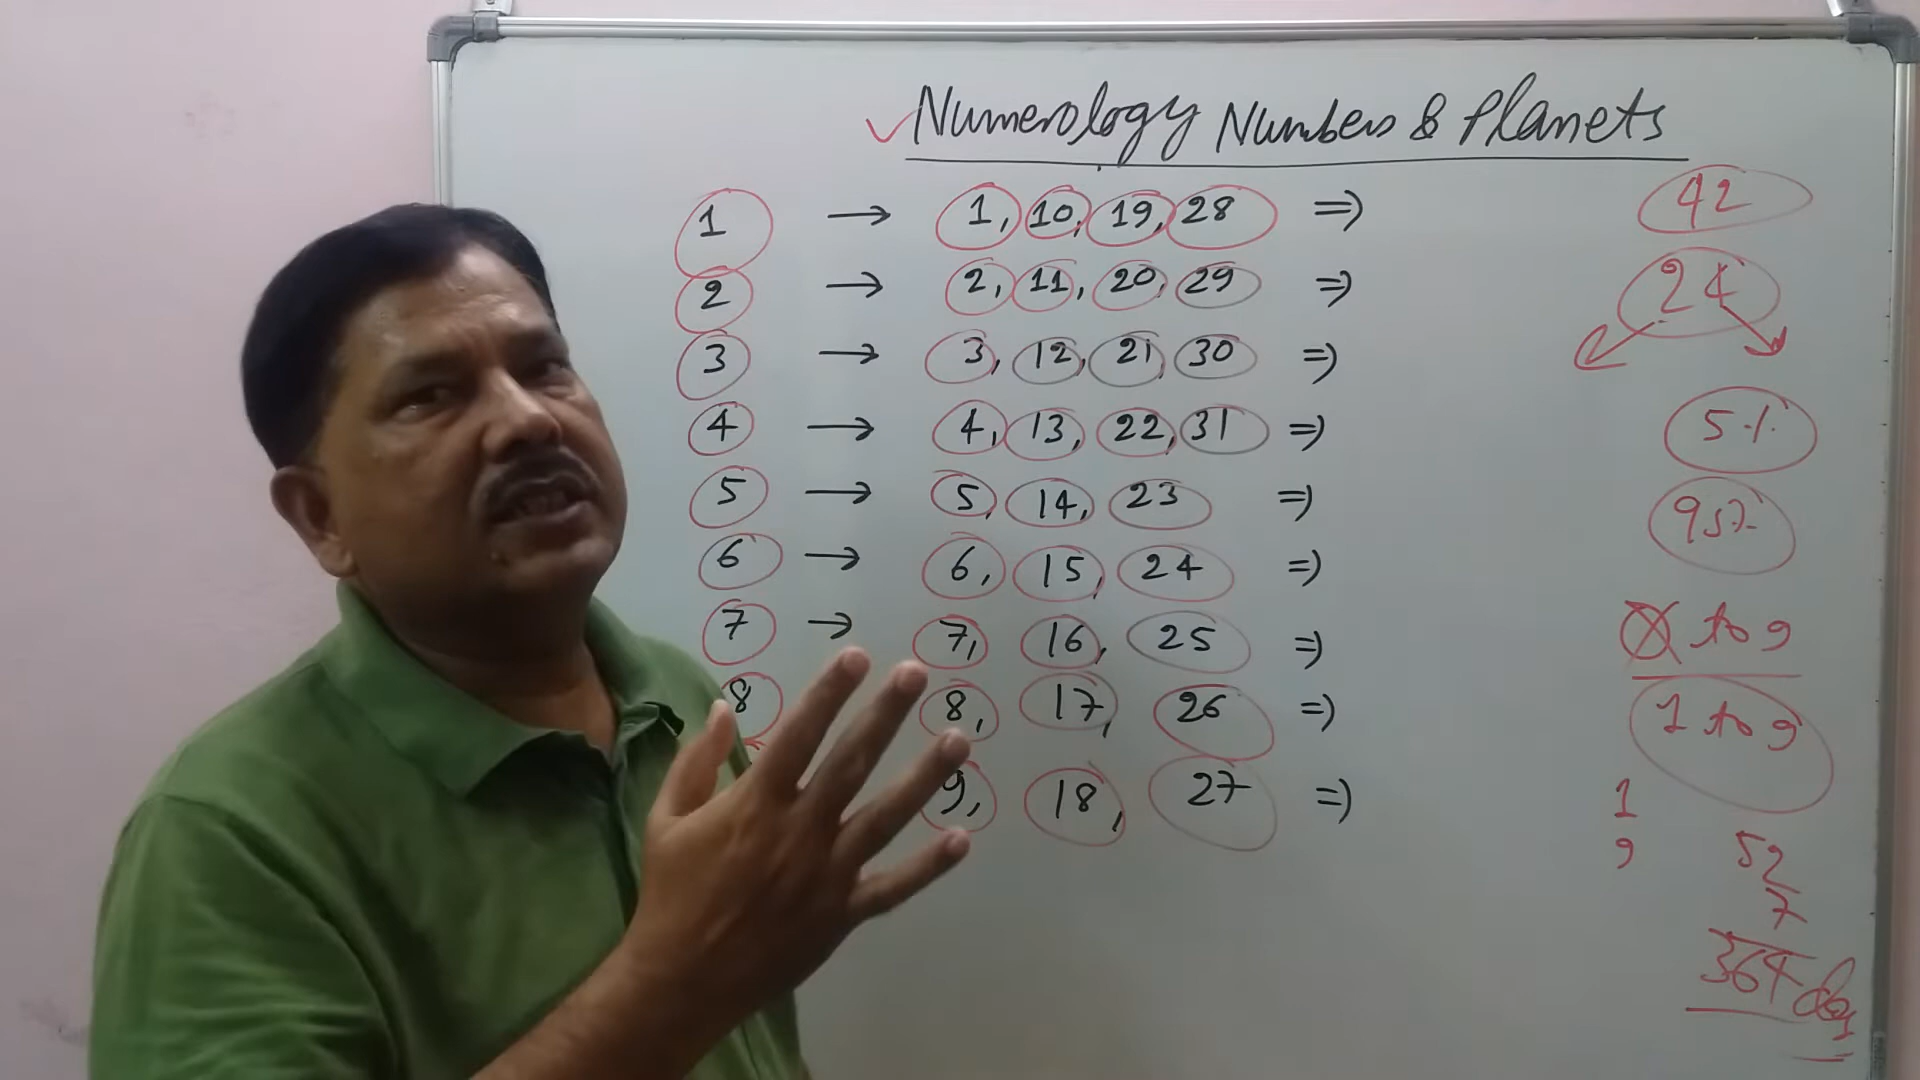 ✓ Numerology Numbers & Planets
1 → 1, 10, 19, 28 ⇒
2 → 2, 11, 20, 29 ⇒
3 → 3, 12, 21, 30 ⇒
4 → 4, 13, 22, 31 ⇒
5 → 5, 14, 23 ⇒
6 → 6, 15, 24 ⇒
7 → 7, 16, 25 ⇒
8 8, 17, 26 ⇒
9, 18, 27 ⇒
42
24
5%
95%
0 to 9
1 to 9
1
9
52
7
364 days